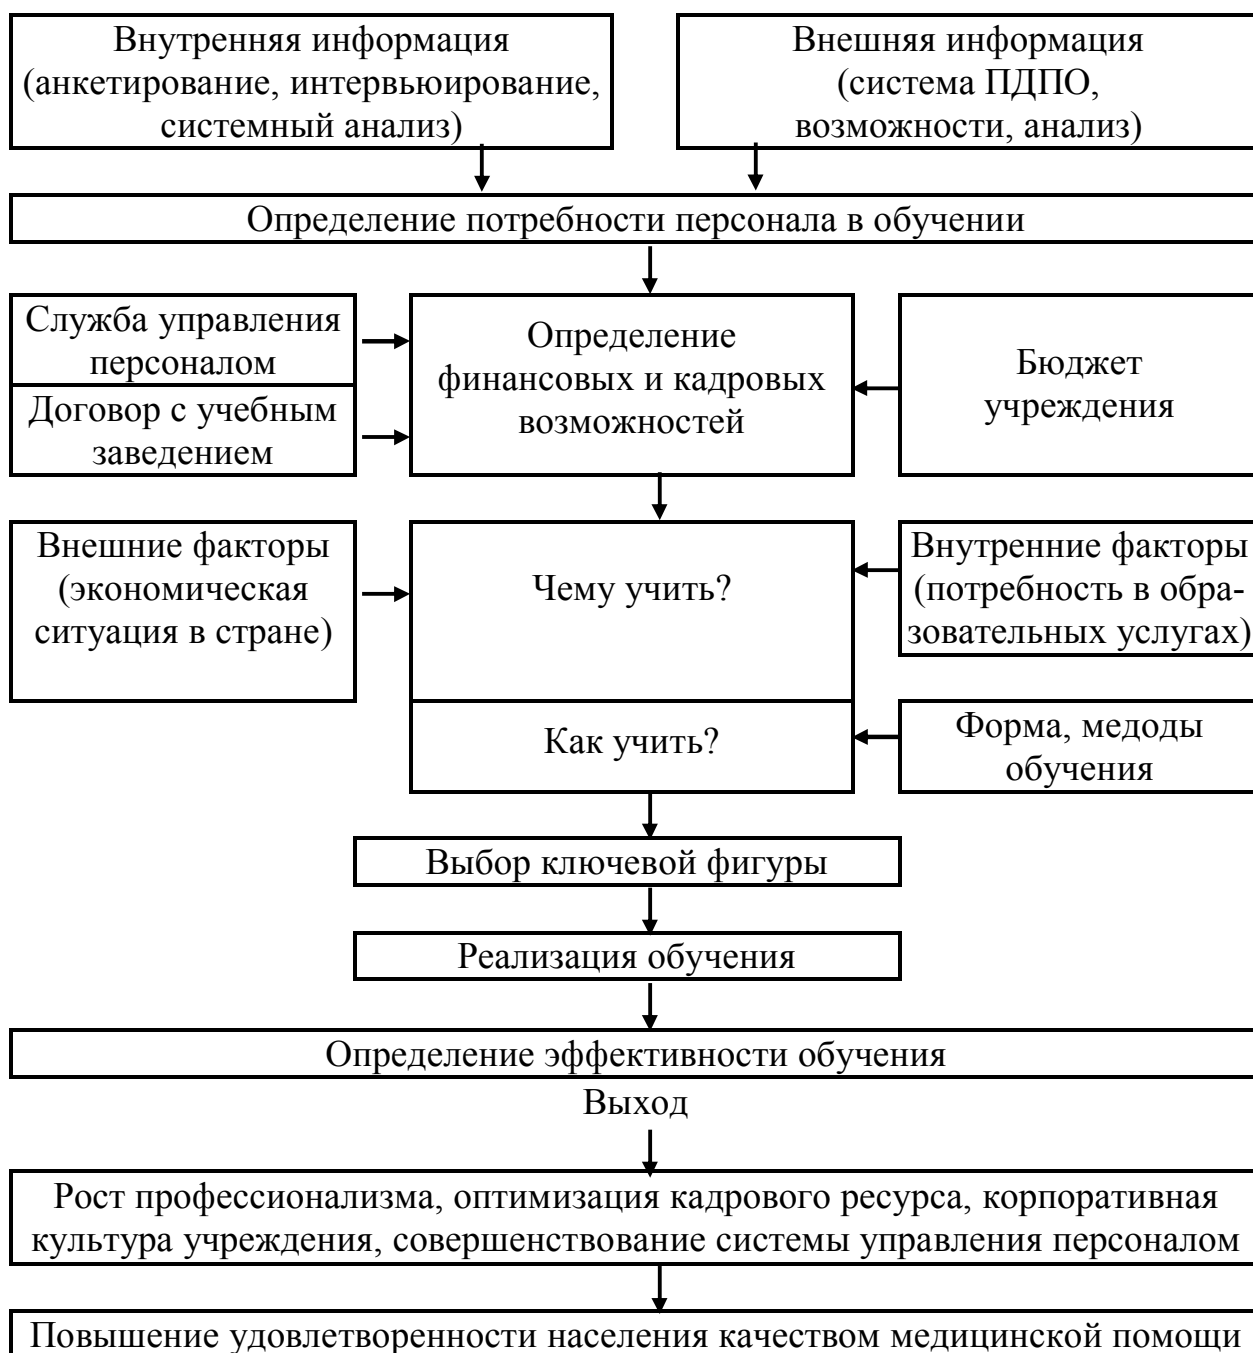 Внутренняя информация
(анкетирование, интервьюирование,
системный анализ)
Внешняя информация
(система ПДПО,
возможности, анализ)
Определение потребности персонала в обучении
Служба управления
персоналом
Договор с учебным
заведением
Определение
финансовых и кадровых
возможностей
Бюджет
учреждения
Внешние факторы
(экономическая
ситуация в стране)
Чему учить?
Внутренние факторы
(потребность в обра-
зовательных услугах)
Как учить?
Форма, медоды
обучения
Выбор ключевой фигуры
Реализация обучения
Определение эффективности обучения
Выход
Рост профессионализма, оптимизация кадрового ресурса, корпоративная
культура учреждения, совершенствование системы управления персоналом
Повышение удовлетворенности населения качеством медицинской помощи